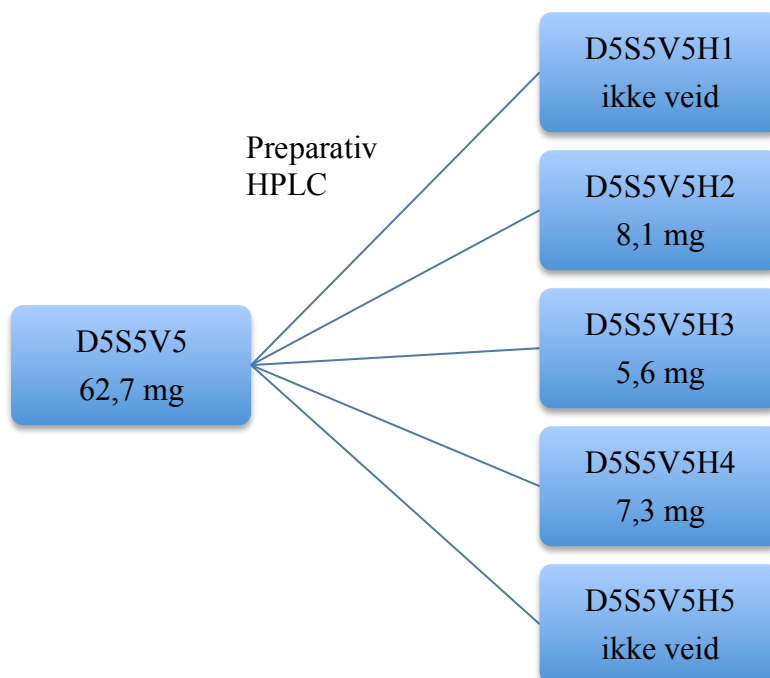 D5S5V5H1
ikke veid
Preparativ
HPLC
D5S5V5H2
8,1 mg
D5S5V5
62,7 mg
D5S5V5H3
5,6 mg
D5S5V5H4
7,3 mg
D5S5V5H5
ikke veid